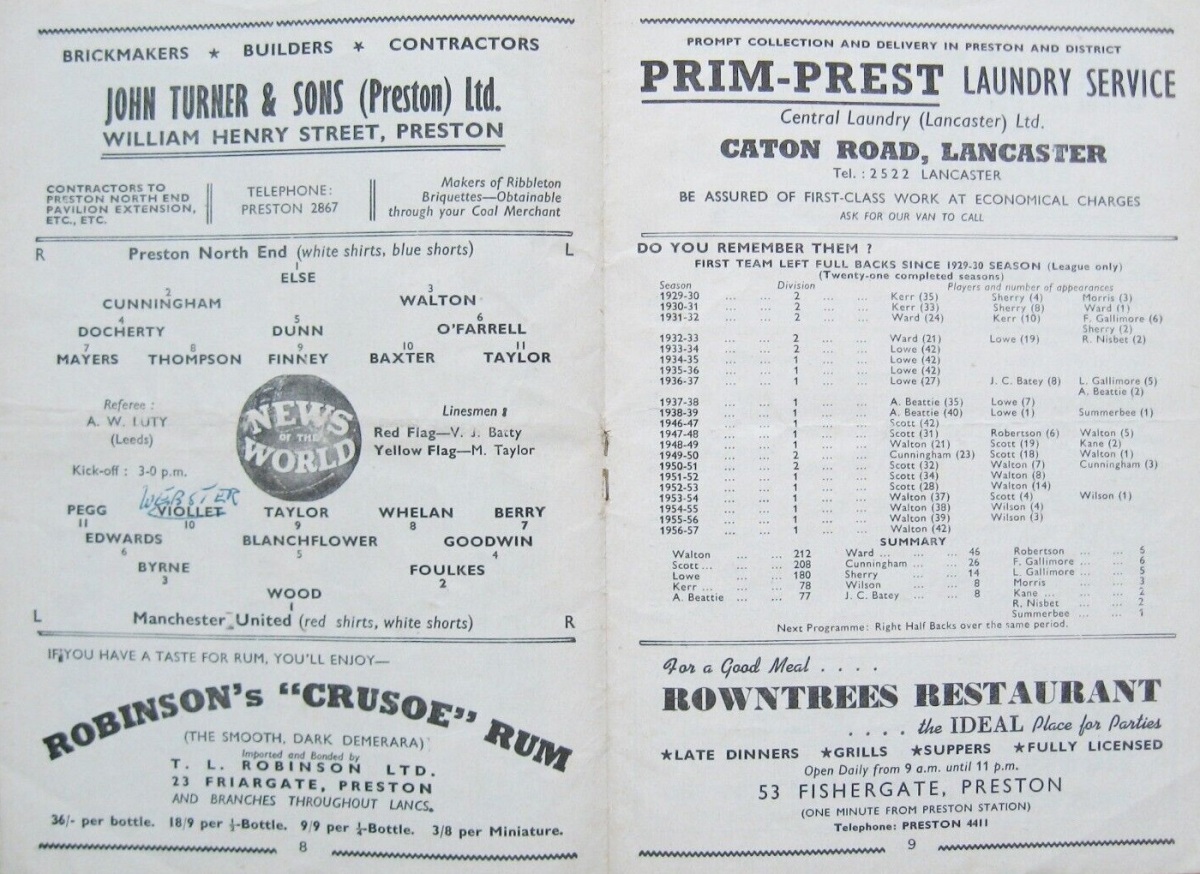 BRICKMAKERS ★ BUILDERS ★ CONTRACTORS
JOHN TURNER & SONS (Preston) Ltd.
WILLIAM HENRY STREET, PRESTON
CONTRACTORS TO
PRESTON NORTH END
PAVILION EXTENSION,
ETC., ETC.
TELEPHONE:
PRESTON 2867
Makers of Ribbleton
Briquettes—Obtainable
through your Coal Merchant
R Preston North End (white shirts, blue shorts) L
1
ELSE
2 3
CUNNINGHAM WALTON
4 5 6
DOCHERTY DUNN O'FARRELL
7 8 9 10 11
MAYERS THOMPSON FINNEY BAXTER TAYLOR
Referee :
A. W. LUTY
(Leeds)
Kick-off : 3-0 p.m.
NEWS
OF THE
WORLD
Linesmen :
Red Flag—V. J. Batty
Yellow Flag—M. Taylor
WEBSTER
PEGG VIOLLET TAYLOR WHELAN BERRY
11 10 9 8 7
EDWARDS BLANCHFLOWER GOODWIN
6 5 4
BYRNE FOULKES
3 2
WOOD
1
L Manchester United (red shirts, white shorts) R
IF YOU HAVE A TASTE FOR RUM, YOU'LL ENJOY—
ROBINSON'S "CRUSOE" RUM
(THE SMOOTH, DARK DEMERARA)
Imported and Bonded by
T. L. ROBINSON LTD.
23 FRIARGATE, PRESTON
AND BRANCHES THROUGHOUT LANCS.
36/- per bottle. 18/9 per ½-Bottle. 9/9 per ¼-Bottle. 3/8 per Miniature.
8
PROMPT COLLECTION AND DELIVERY IN PRESTON AND DISTRICT
PRIM-PREST LAUNDRY SERVICE
Central Laundry (Lancaster) Ltd.
CATON ROAD, LANCASTER
Tel. : 2522 LANCASTER
BE ASSURED OF FIRST-CLASS WORK AT ECONOMICAL CHARGES
ASK FOR OUR VAN TO CALL
DO YOU REMEMBER THEM ?
FIRST TEAM LEFT FULL BACKS SINCE 1929-30 SEASON (League only)
(Twenty-one completed seasons)
Season Division Players and number of appearances
1929-30 ... ... 2 ... ... Kerr (35) Sherry (4) Morris (3)
1930-31 ... ... 2 ... ... Kerr (33) Sherry (8) Ward (1)
1931-32 ... ... 2 ... ... Ward (24) Kerr (10) F. Gallimore (6)
Sherry (2)
1932-33 ... ... 2 ... ... Ward (21) Lowe (19) R. Nisbet (2)
1933-34 ... ... 2 ... ... Lowe (42)
1934-35 ... ... 1 ... ... Lowe (42)
1935-36 ... ... 1 ... ... Lowe (42)
1936-37 ... ... 1 ... ... Lowe (27) J. C. Batey (8) L. Gallimore (5)
A. Beattie (2)
1937-38 ... ... 1 ... ... A. Beattie (35) Lowe (7)
1938-39 ... ... 1 ... ... A. Beattie (40) Lowe (1) Summerbee (1)
1946-47 ... ... 1 ... ... Scott (42)
1947-48 ... ... 1 ... ... Scott (31) Robertson (6) Walton (5)
1948-49 ... ... 1 ... ... Walton (21) Scott (19) Kane (2)
1949-50 ... ... 2 ... ... Cunningham (23) Scott (18) Walton (1)
1950-51 ... ... 2 ... ... Scott (32) Walton (7) Cunningham (3)
1951-52 ... ... 1 ... ... Scott (34) Walton (8)
1952-53 ... ... 1 ... ... Scott (28) Walton (14)
1953-54 ... ... 1 ... ... Walton (37) Scott (4) Wilson (1)
1954-55 ... ... 1 ... ... Walton (38) Wilson (4)
1955-56 ... ... 1 ... ... Walton (39) Wilson (3)
1956-57 ... ... 1 ... ... Walton (42)
SUMMARY
Walton ... ... 212 Ward ... ... ... 46 Robertson ... ... 5
Scott ... ... ... 208 Cunningham ... ... 26 F. Gallimore ... ... 6
Lowe ... ... 180 Sherry ... ... 14 L. Gallimore ... ... 5
Kerr ... ... ... 78 Wilson ... ... 8 Morris ... ... 3
A. Beattie ... ... 77 J. C. Batey ... ... 8 Kane ... ... ... 2
R. Nisbet ... ... 2
Summerbee ... ... 1
Next Programme: Right Half Backs over the same period.
For a Good Meal . . . .
ROWNTREES RESTAURANT
. . . . the IDEAL Place for Parties
★LATE DINNERS ★GRILLS ★SUPPERS ★FULLY LICENSED
Open Daily from 9 a.m. until 11 p.m.
53 FISHERGATE, PRESTON
(ONE MINUTE FROM PRESTON STATION)
Telephone: PRESTON 4411
9